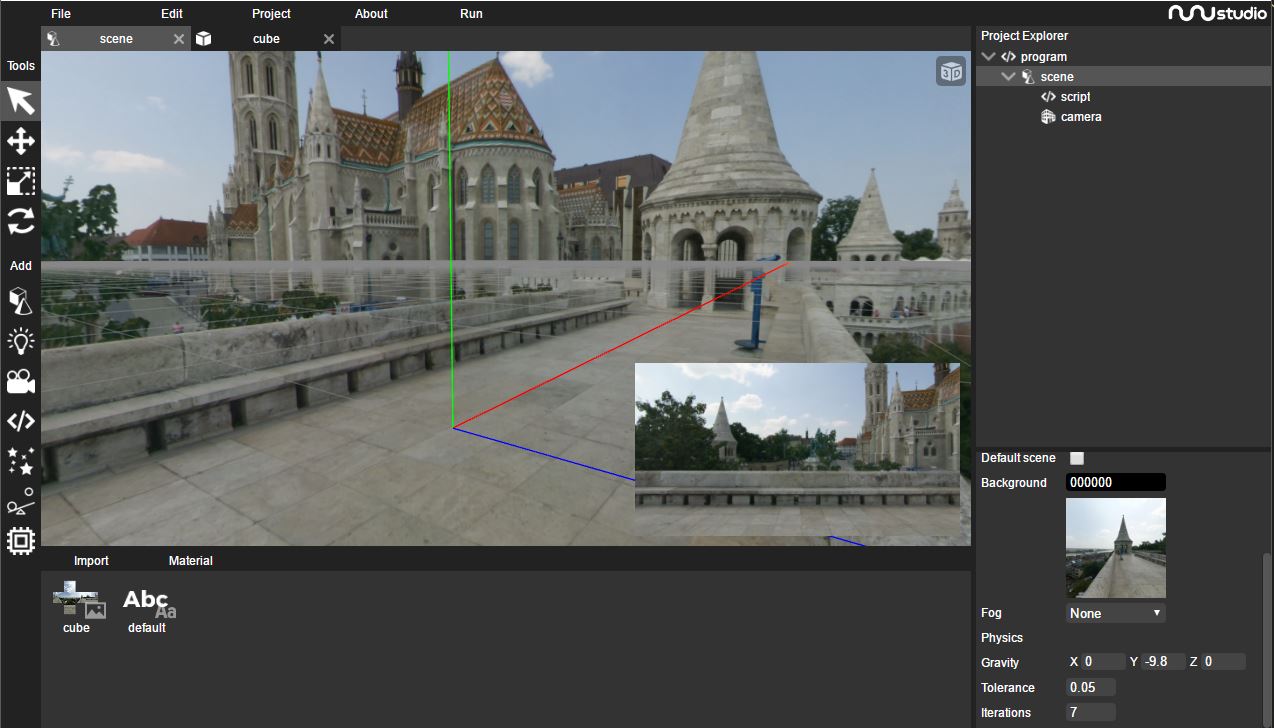 File Edit Project About Run
nunustudio
scene cube
Project Explorer
program
scene
script
camera
Tools
Add
3D
Default scene
Background 000000
Fog None
Physics
Gravity X 0 Y -9.8 Z 0
Tolerance 0.05
Iterations 7
Import Material
Abc
Aa
cube default